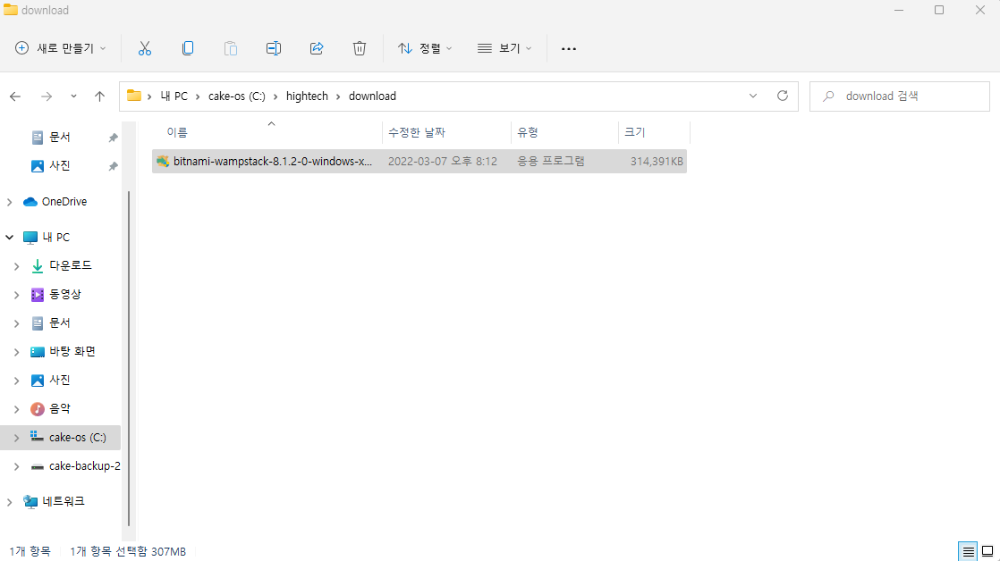 download
새로 만들기
정렬
보기
내 PC > cake-os (C:) > hightech > download
download 검색
문서
사진
OneDrive
내 PC
다운로드
동영상
문서
바탕 화면
사진
음악
cake-os (C:)
cake-backup-2
네트워크
이름 수정한 날짜 유형 크기
bitnami-wampstack-8.1.2-0-windows-x... 2022-03-07 오후 8:12 응용 프로그램 314,391KB
1개 항목 1개 항목 선택함 307MB